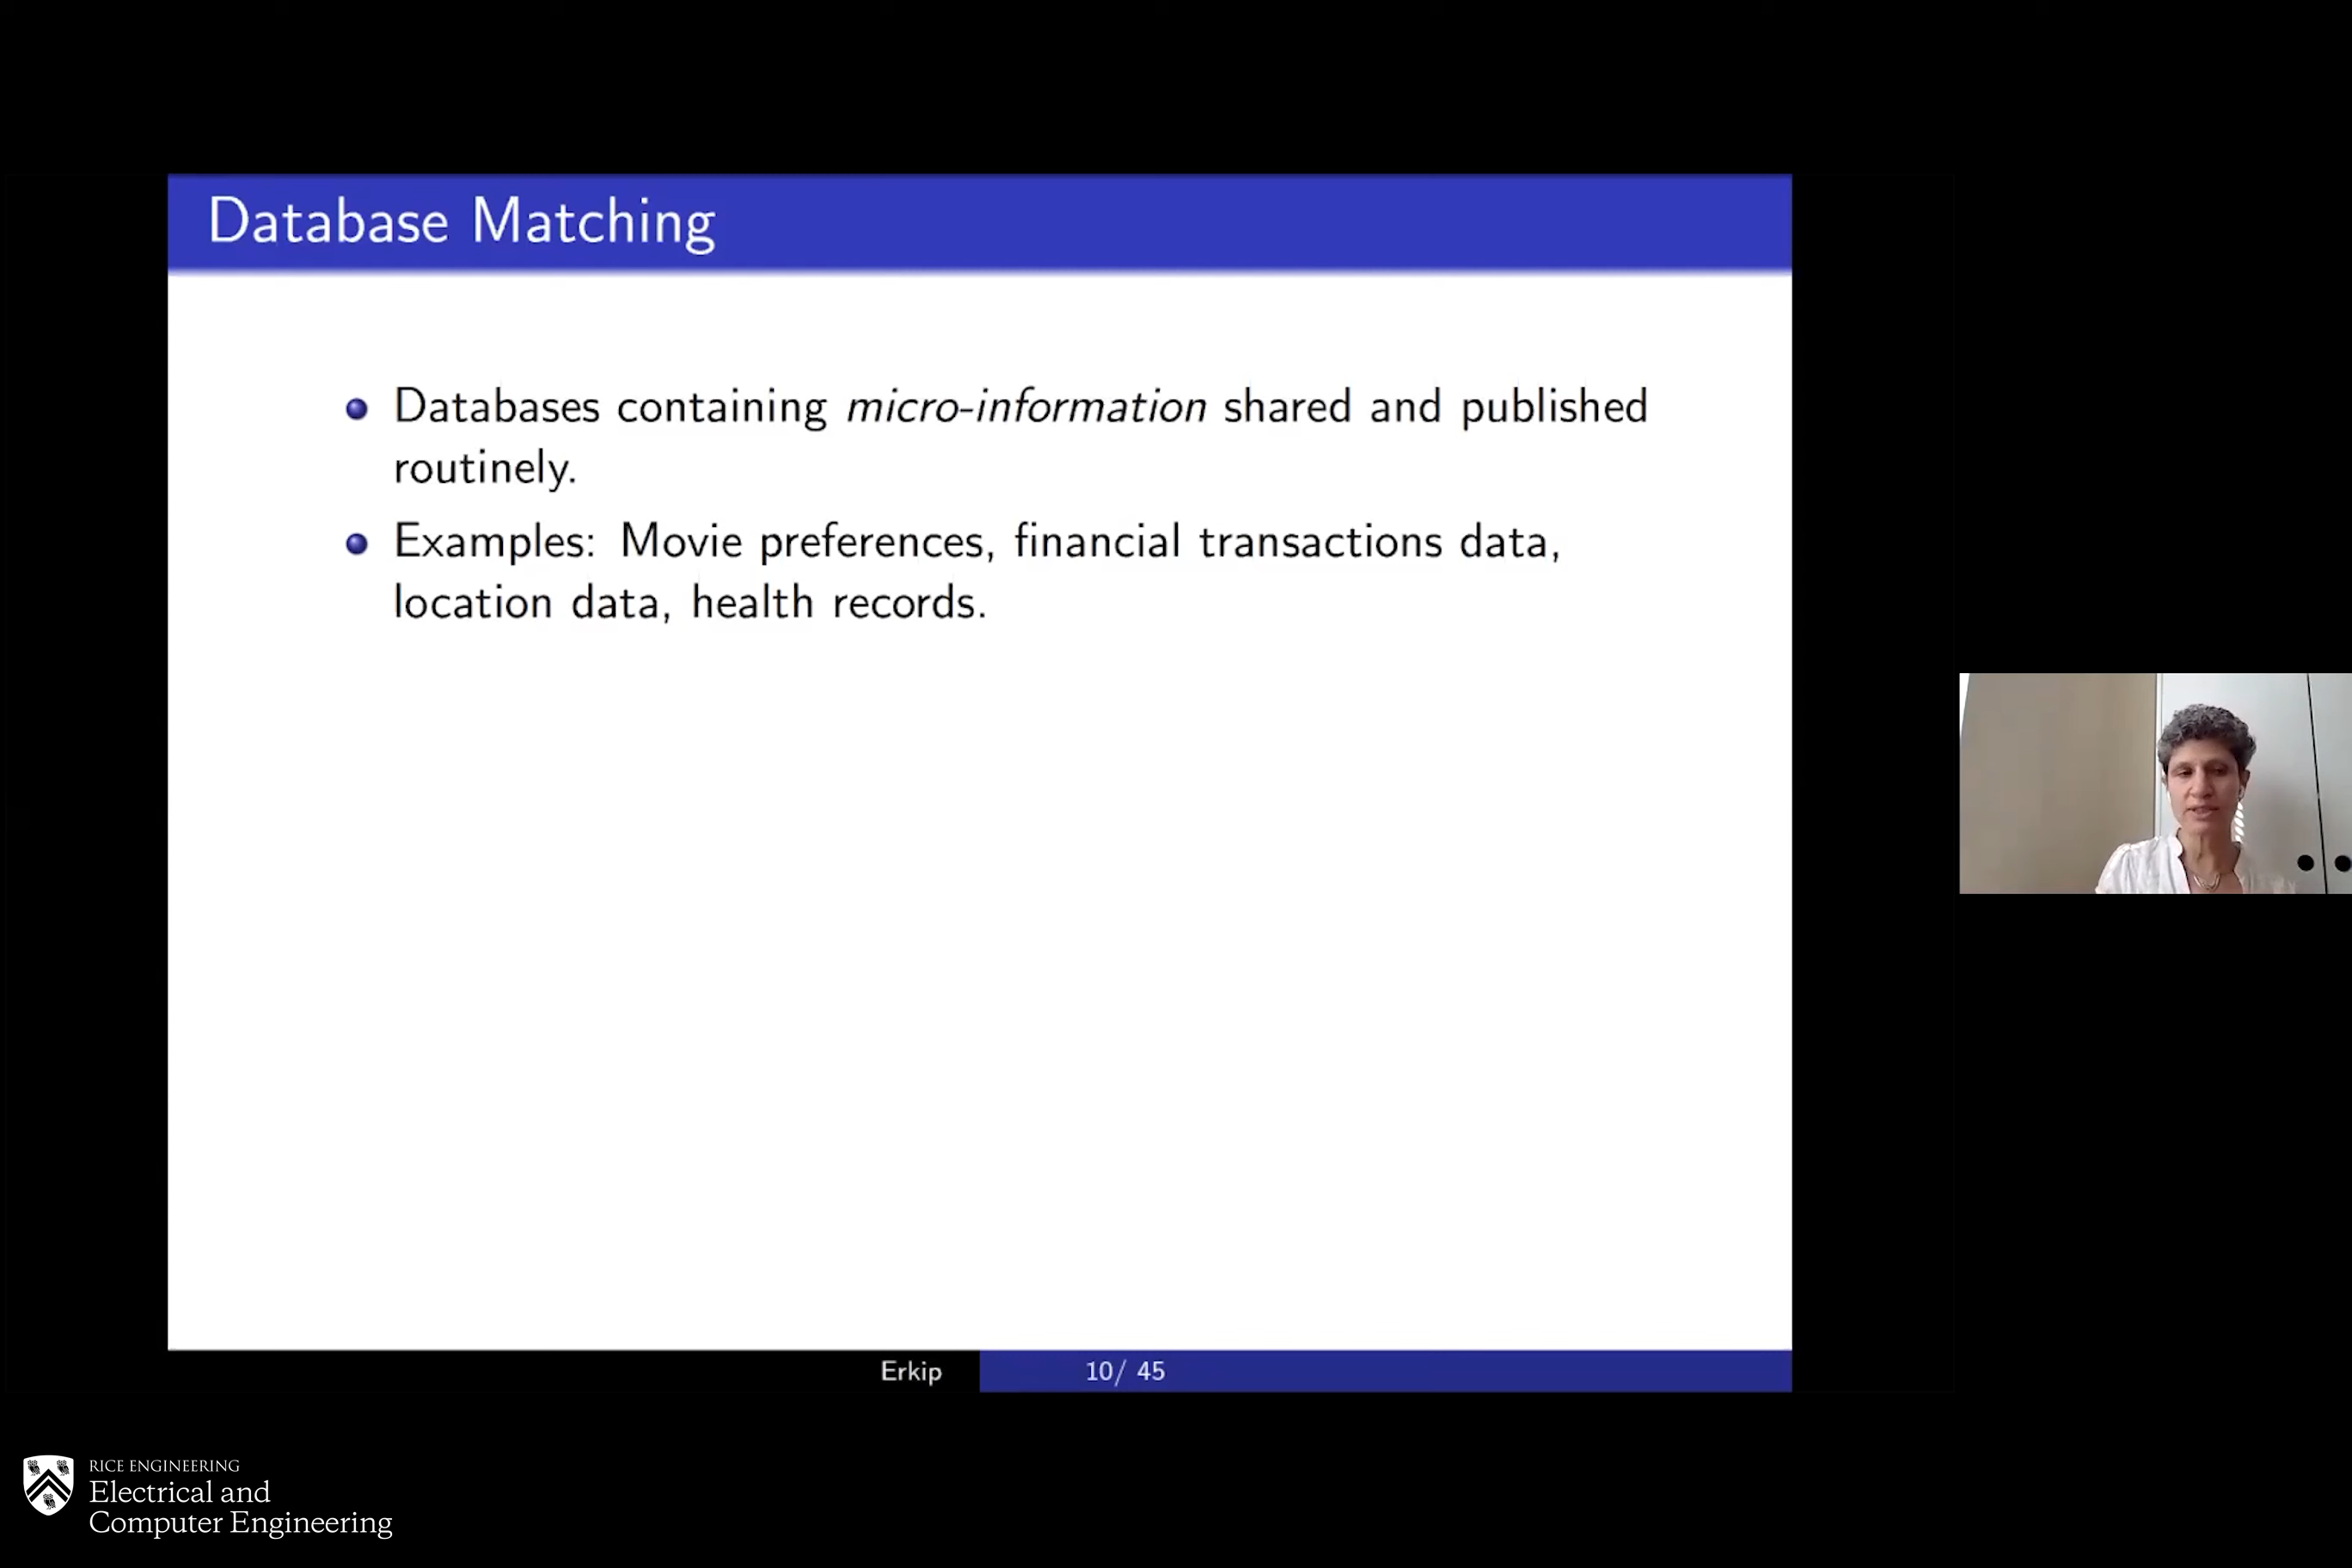 Database Matching
Databases containing micro-information shared and published
routinely.
Examples: Movie preferences, financial transactions data,
location data, health records.
Erkip
10/ 45
RICE ENGINEERING
Electrical and
Computer Engineering